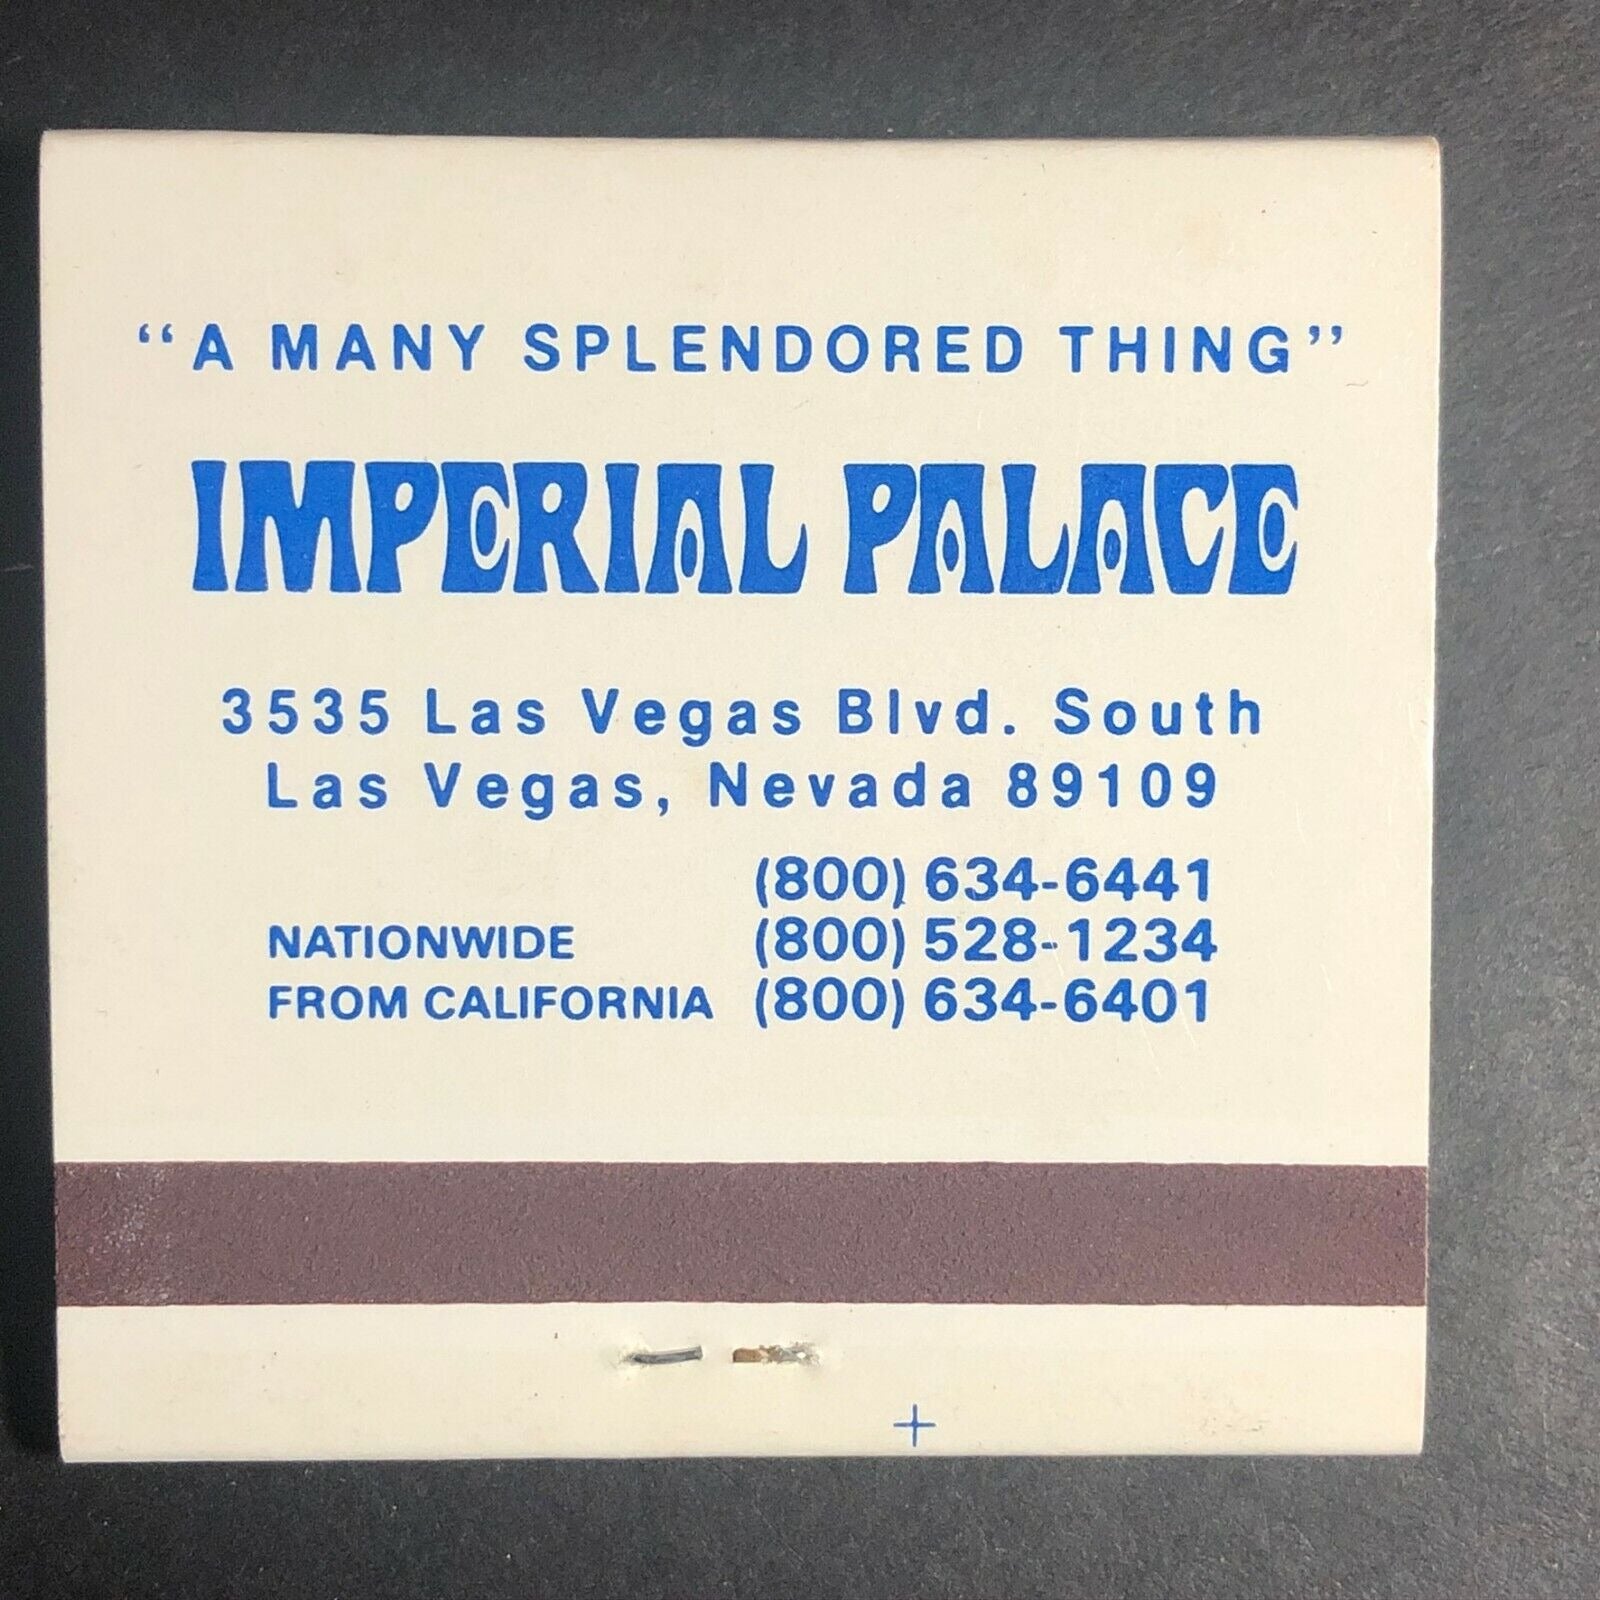 "A MANY SPLENDORED THING"
IMPERIAL PALACE
3535 Las Vegas Blvd. South
Las Vegas, Nevada 89109
(800) 634-6441
NATIONWIDE (800) 528-1234
FROM CALIFORNIA (800) 634-6401